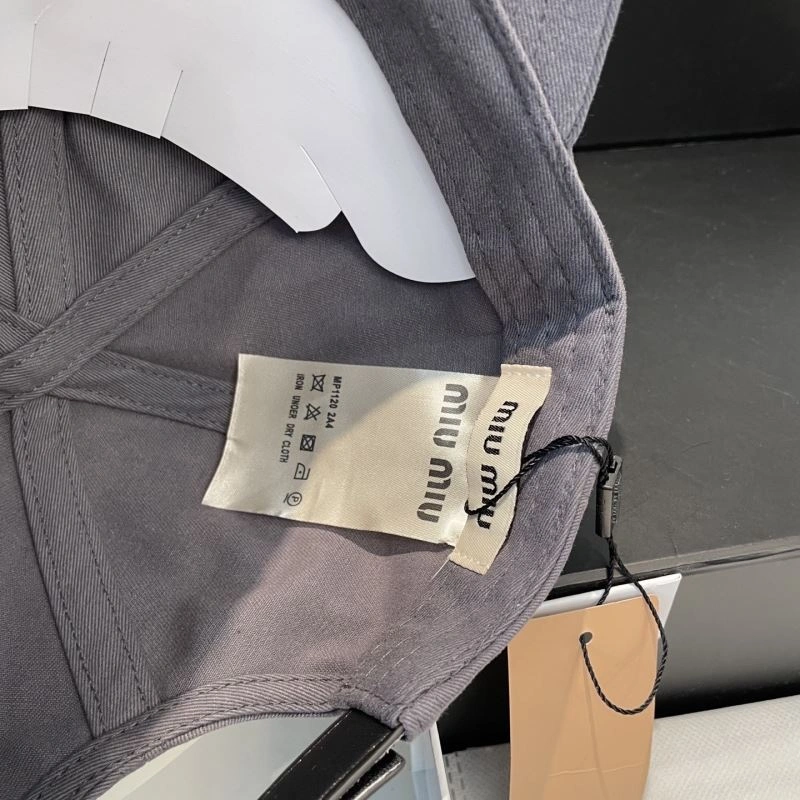 miu miu
miu miu
MP1120 2A4
IRON UNDER DRY CLOTH
P